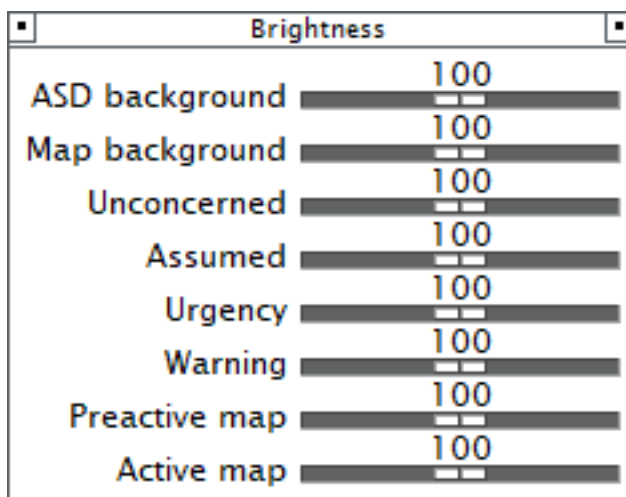 Brightness
100
ASD background
100
Map background
100
Unconcerned
100
Assumed
100
Urgency
100
Warning
100
Preactive map
100
Active map